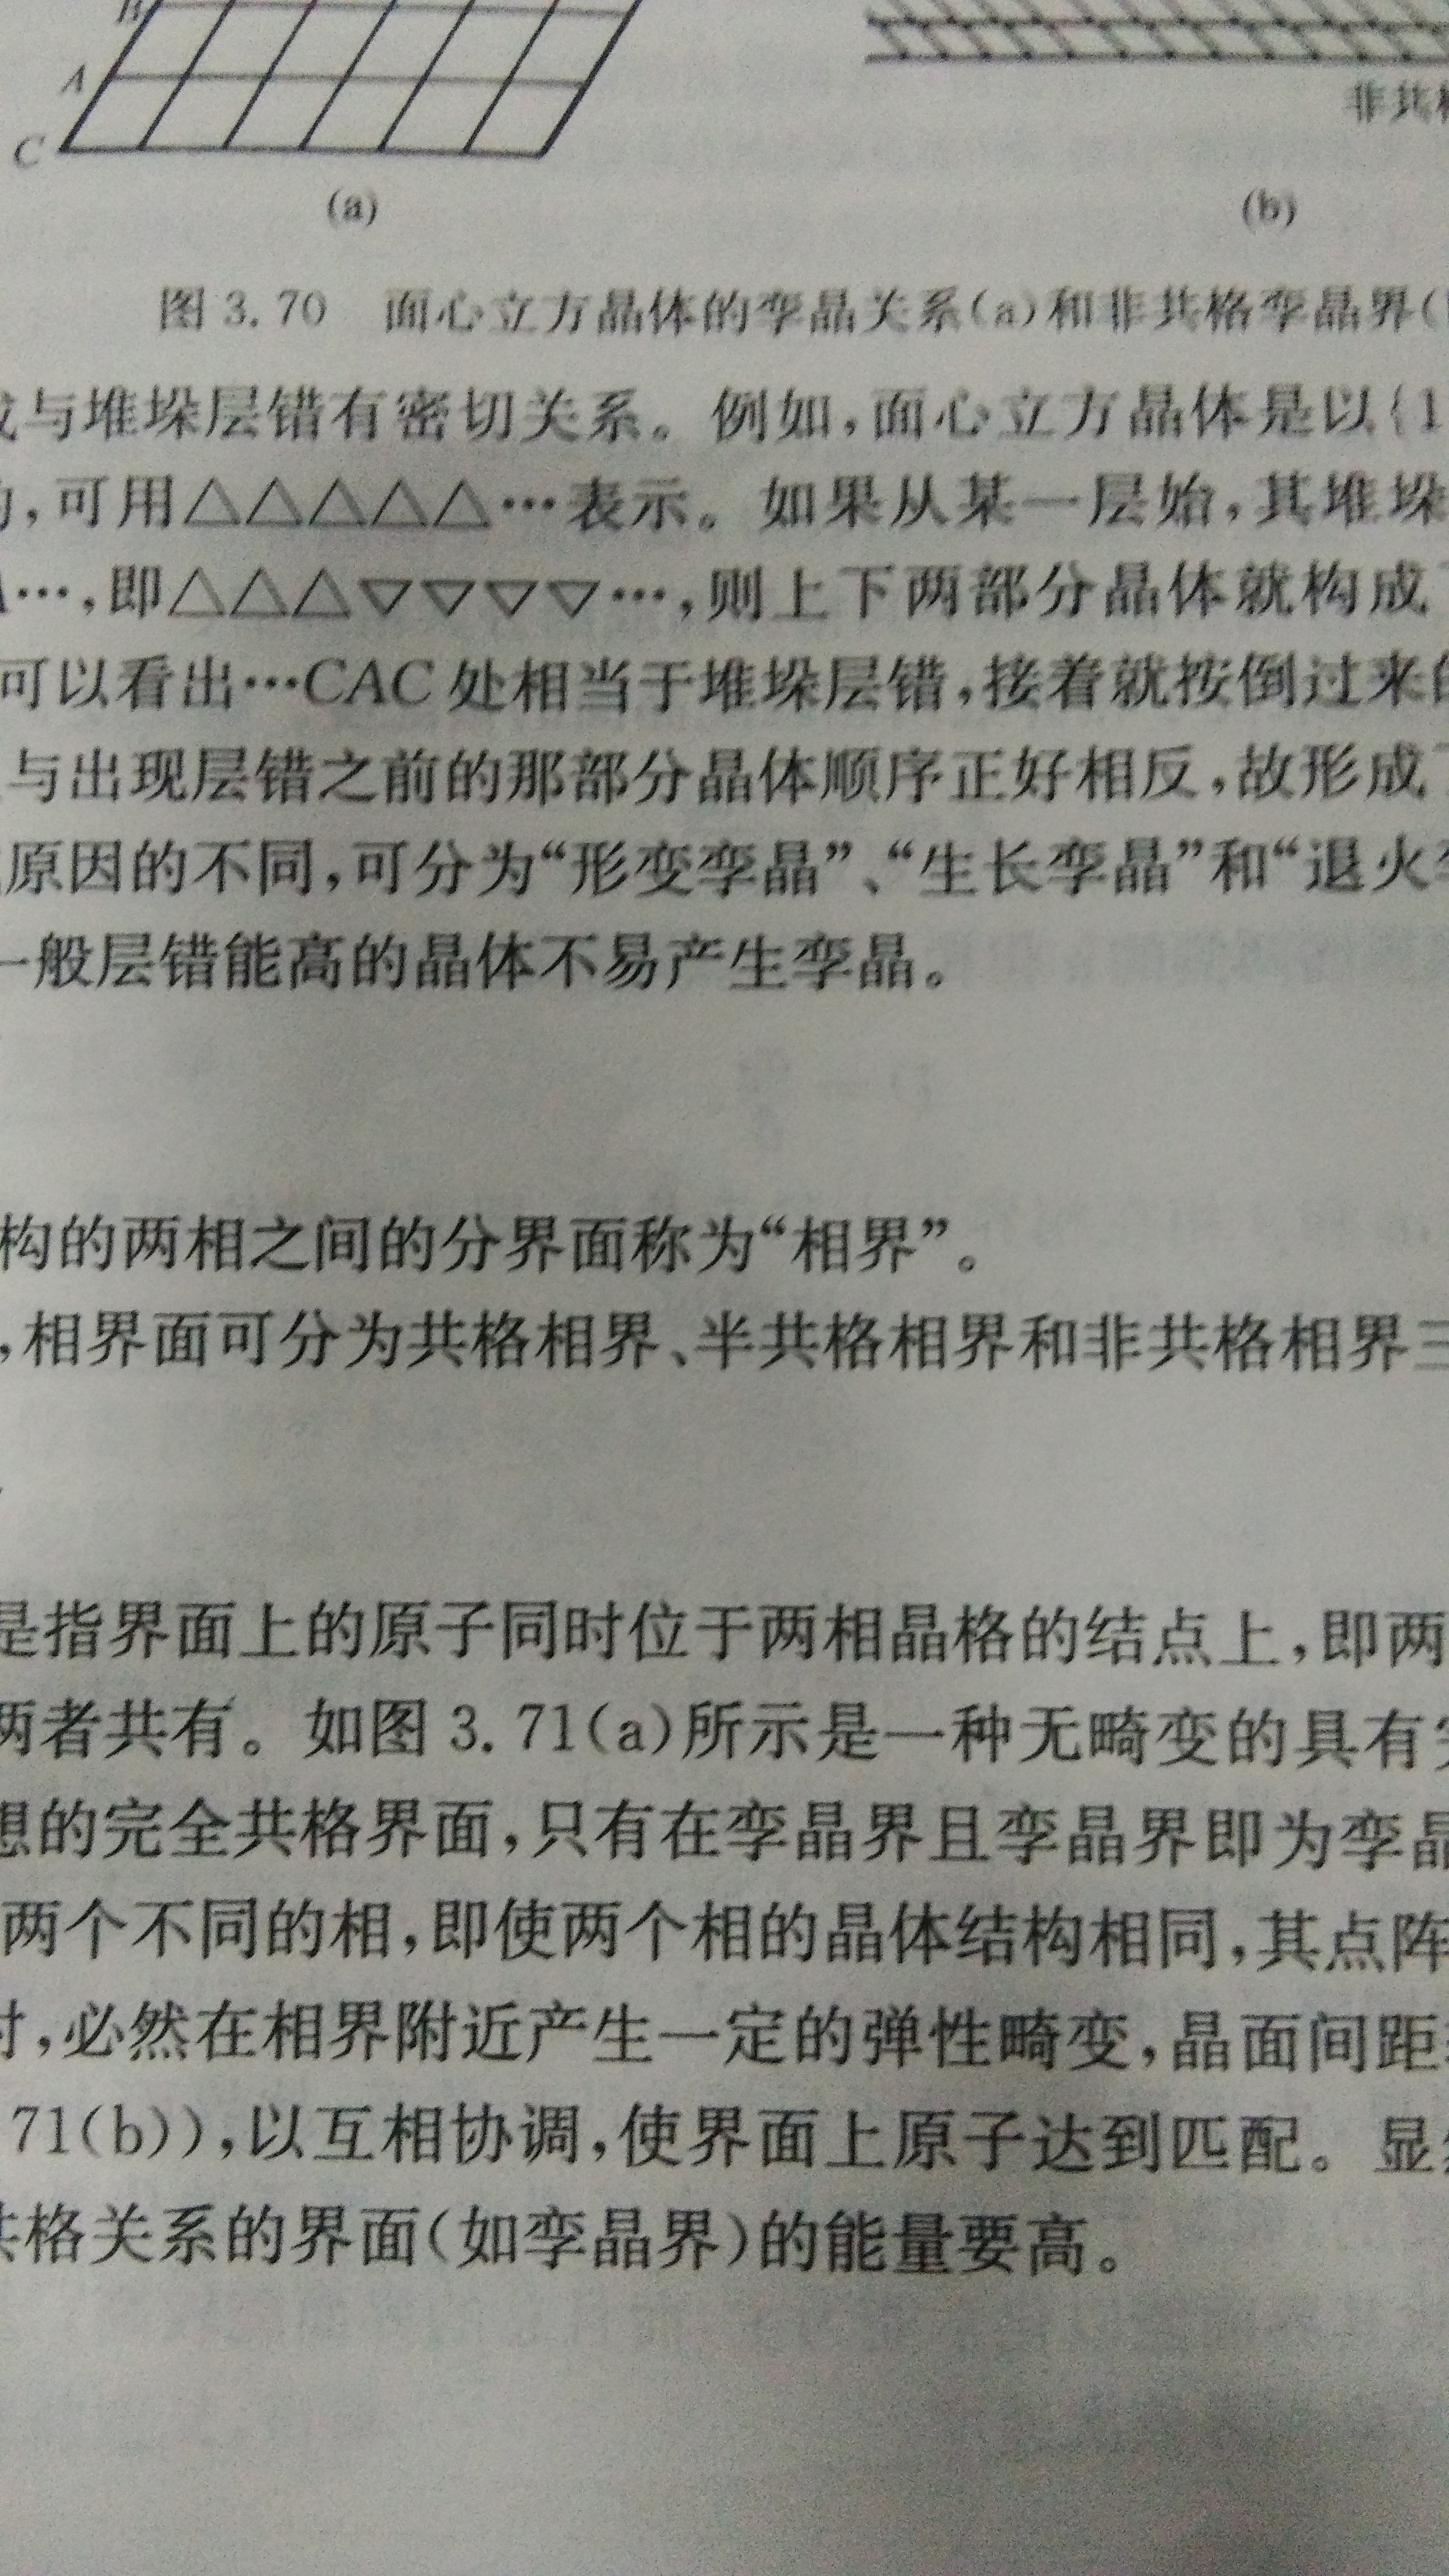 A
C
非共
(a)
(b)
图 3.70 面心立方晶体的孪晶关系(a)和非共格孪晶界(
与堆垛层错有密切关系。例如,面心立方晶体是以{1
,可用△△△△△…表示。如果从某一层始,其堆垛
…,即△△△▽▽▽▽…,则上下两部分晶体就构成
可以看出…CAC处相当于堆垛层错,接着就按倒过来
与出现层错之前的那部分晶体顺序正好相反,故形成
原因的不同,可分为“形变孪晶”、“生长孪晶”和“退火
一般层错能高的晶体不易产生孪晶。
构的两相之间的分界面称为“相界”。
,相界面可分为共格相界、半共格相界和非共格相界三
是指界面上的原子同时位于两相晶格的结点上,即两
两者共有。如图 3.71(a)所示是一种无畸变的具有
想的完全共格界面,只有在孪晶界且孪晶界即为孪晶
两个不同的相,即使两个相的晶体结构相同,其点阵
时,必然在相界附近产生一定的弹性畸变,晶面间距
71(b)),以互相协调,使界面上原子达到匹配。显
共格关系的界面(如孪晶界)的能量要高。